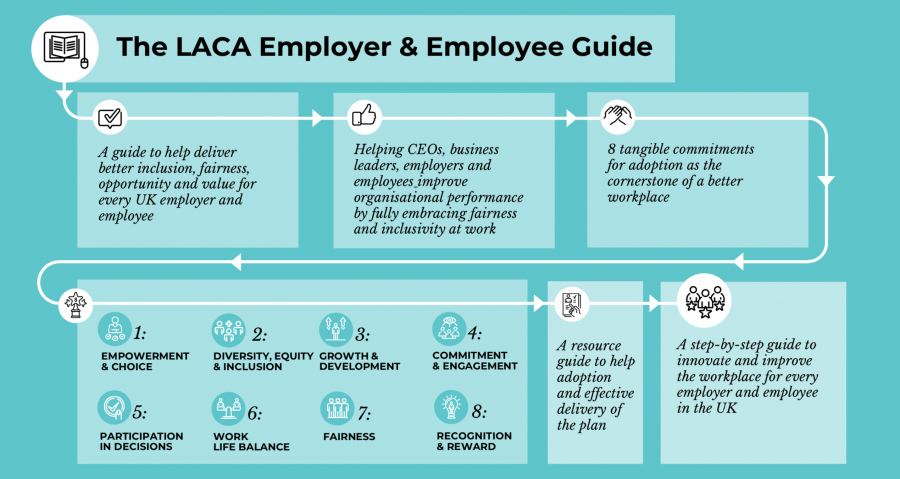 The LACA Employer & Employee Guide
A guide to help deliver
better inclusion, fairness,
opportunity and value for
every UK employer and
employee
Helping CEOs, business
leaders, employers and
employees improve
organisational performance
by fully embracing fairness
and inclusivity at work
8 tangible commitments
for adoption as the
cornerstone of a better
workplace
1:
EMPOWERMENT
& CHOICE
2:
DIVERSITY, EQUITY
& INCLUSION
3:
GROWTH &
DEVELOPMENT
4:
COMMITMENT
& ENGAGEMENT
5:
PARTICIPATION
IN DECISIONS
6:
WORK
LIFE BALANCE
7:
FAIRNESS
8:
RECOGNITION
& REWARD
A resource
guide to help
adoption
and effective
delivery of
the plan
A step-by-step guide to
innovate and improve
the workplace for every
employer and employee
in the UK